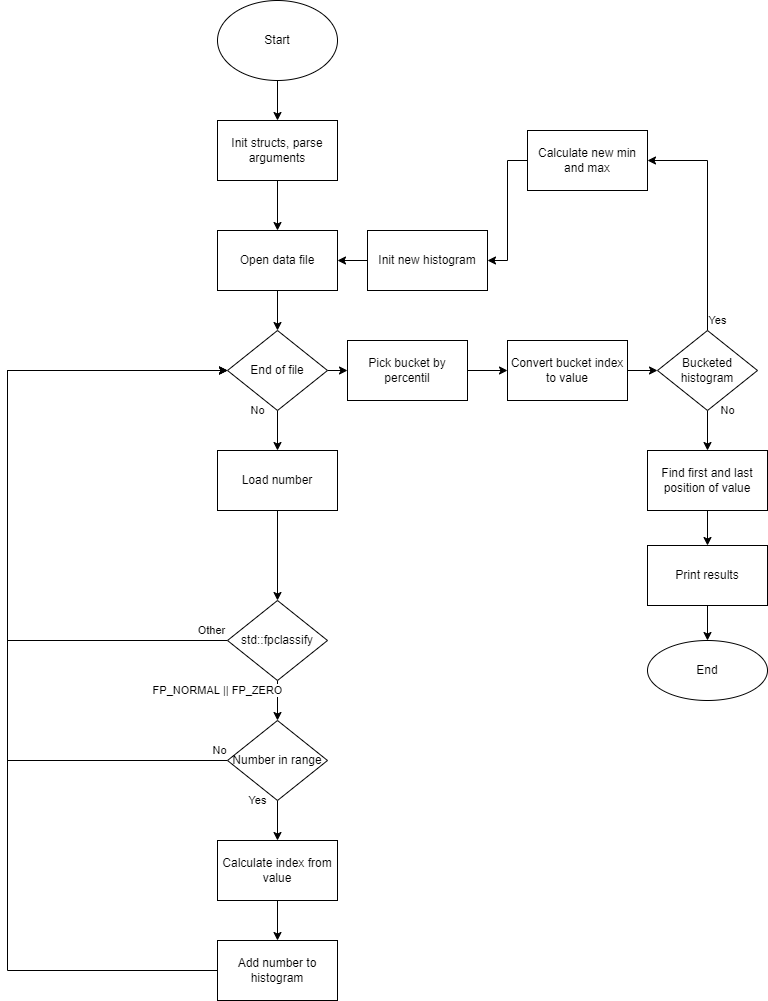 Start
Init structs, parse
arguments
Calculate new min
and max
Open data file
Init new histogram
Yes
End of file
Pick bucket by
percentil
Convert bucket index
to value
Bucketed
histogram
No
No
Load number
Find first and last
position of value
Print results
Other
std::fpclassify
End
FP_NORMAL || FP_ZERO
No
Number in range
Yes
Calculate index from
value
Add number to
histogram